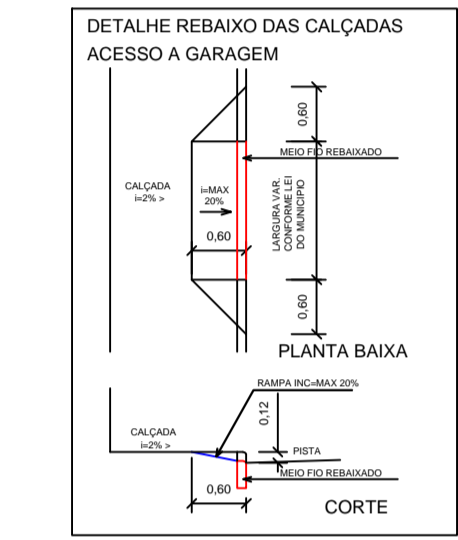 DETALHE REBAIXO DAS CALÇADAS
ACESSO A GARAGEM
0,60
MEIO FIO REBAIXADO
CALÇADA
i=2% >
i=MAX
20%
0,60
LARGURA VAR.
CONFORME LEI
DO MUNICIPIO
0,60
PLANTA BAIXA
RAMPA INC=MAX 20%
0,12
CALÇADA
i=2% >
PISTA
MEIO FIO REBAIXADO
0,60
CORTE